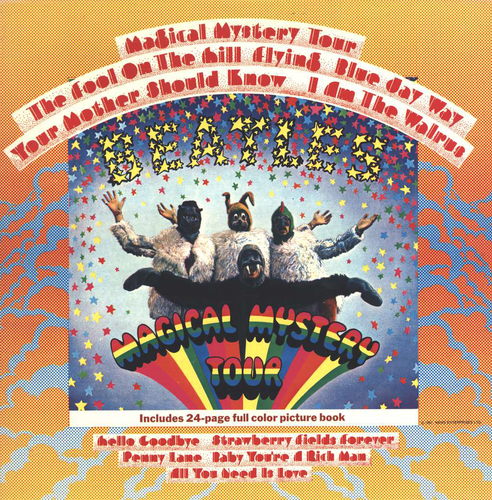 Magical Mystery Tour
The Fool On The Hill Flying Blue Jay Way
Your Mother Should Know I Am The Walrus
BEATLES
MAGICAL MYSTERY
TOUR
Includes 24-page full color picture book
Hello Goodbye Strawberry Fields Forever
Penny Lane Baby You're A Rich Man
All You Need Is Love